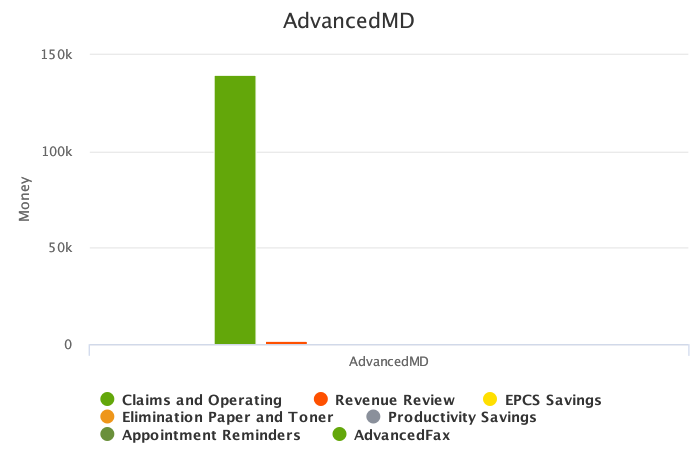 AdvancedMD
150k
100k
50k
0
Money
AdvancedMD
Claims and Operating Revenue Review EPCS Savings
Elimination Paper and Toner Productivity Savings
Appointment Reminders AdvancedFax